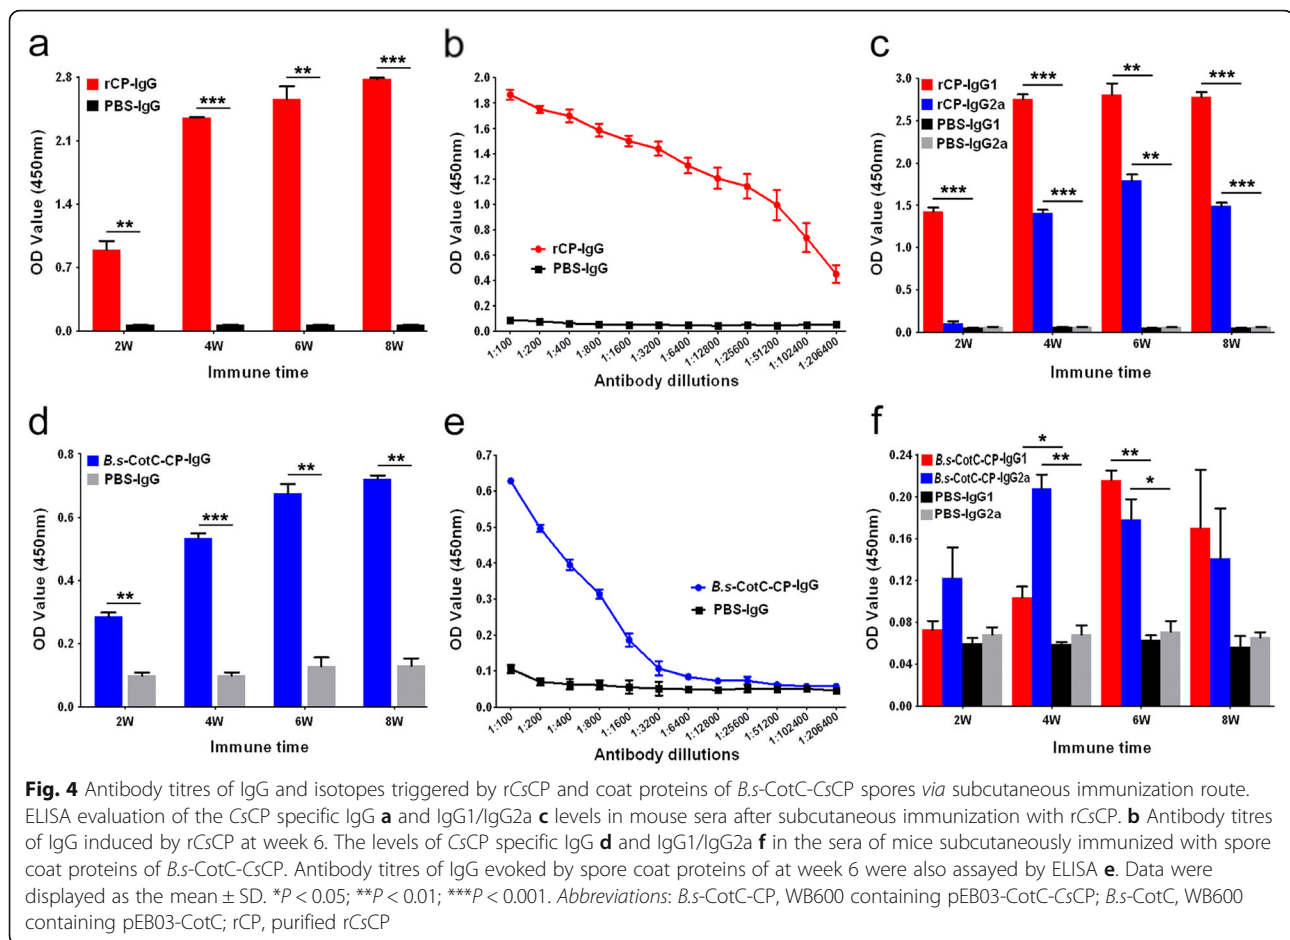 a
rCP-IgG
PBS-IgG
** *** ** ***
2.8
2.1
1.4
0.7
0.0
OD Value (450nm)
2W 4W 6W 8W
Immune time
b
2.0
1.8
1.6
1.4
1.2
1.0
0.8
0.6
0.4
0.2
0.0
OD Value (450nm)
rCP-IgG
PBS-IgG
1:100 1:200 1:400 1:800 1:1600 1:3200 1:6400 1:12800 1:25600 1:51200 1:102400 1:206400
Antibody dillutions
c
rCP-IgG1
rCP-IgG2a
PBS-IgG1
PBS-IgG2a
*** *** *** ** ** *** ***
3.0
2.5
2.0
1.5
1.0
0.5
0.0
OD Value (450nm)
2W 4W 6W 8W
Immune time
d
B.s-CotC-CP-IgG
PBS-IgG
** *** ** **
0.8
0.6
0.4
0.2
0.0
OD Value (450nm)
2W 4W 6W 8W
Immune time
e
0.7
0.6
0.5
0.4
0.3
0.2
0.1
0.0
OD Value (450nm)
B.s-CotC-CP-IgG
PBS-IgG
1:100 1:200 1:400 1:800 1:1600 1:3200 1:6400 1:12800 1:25600 1:51200 1:102400 1:206400
Antibody dillutions
f
B.s-CotC-CP-IgG1
B.s-CotC-CP-IgG2a
PBS-IgG1
PBS-IgG2a
* ** ** *
0.24
0.20
0.16
0.12
0.08
0.04
0.00
OD Value (450nm)
2W 4W 6W 8W
Immune time
Fig. 4 Antibody titres of IgG and isotopes triggered by rCsCP and coat proteins of B.s-CotC-CsCP spores via subcutaneous immunization route.
ELISA evaluation of the CsCP specific IgG a and IgG1/IgG2a c levels in mouse sera after subcutaneous immunization with rCsCP. b Antibody titres
of IgG induced by rCsCP at week 6. The levels of CsCP specific IgG d and IgG1/IgG2a f in the sera of mice subcutaneously immunized with spore
coat proteins of B.s-CotC-CsCP. Antibody titres of IgG evoked by spore coat proteins of at week 6 were also assayed by ELISA e. Data were
displayed as the mean ± SD. *P < 0.05; **P < 0.01; ***P < 0.001. Abbreviations: B.s-CotC-CP, WB600 containing pEB03-CotC-CsCP; B.s-CotC, WB600
containing pEB03-CotC; rCP, purified rCsCP